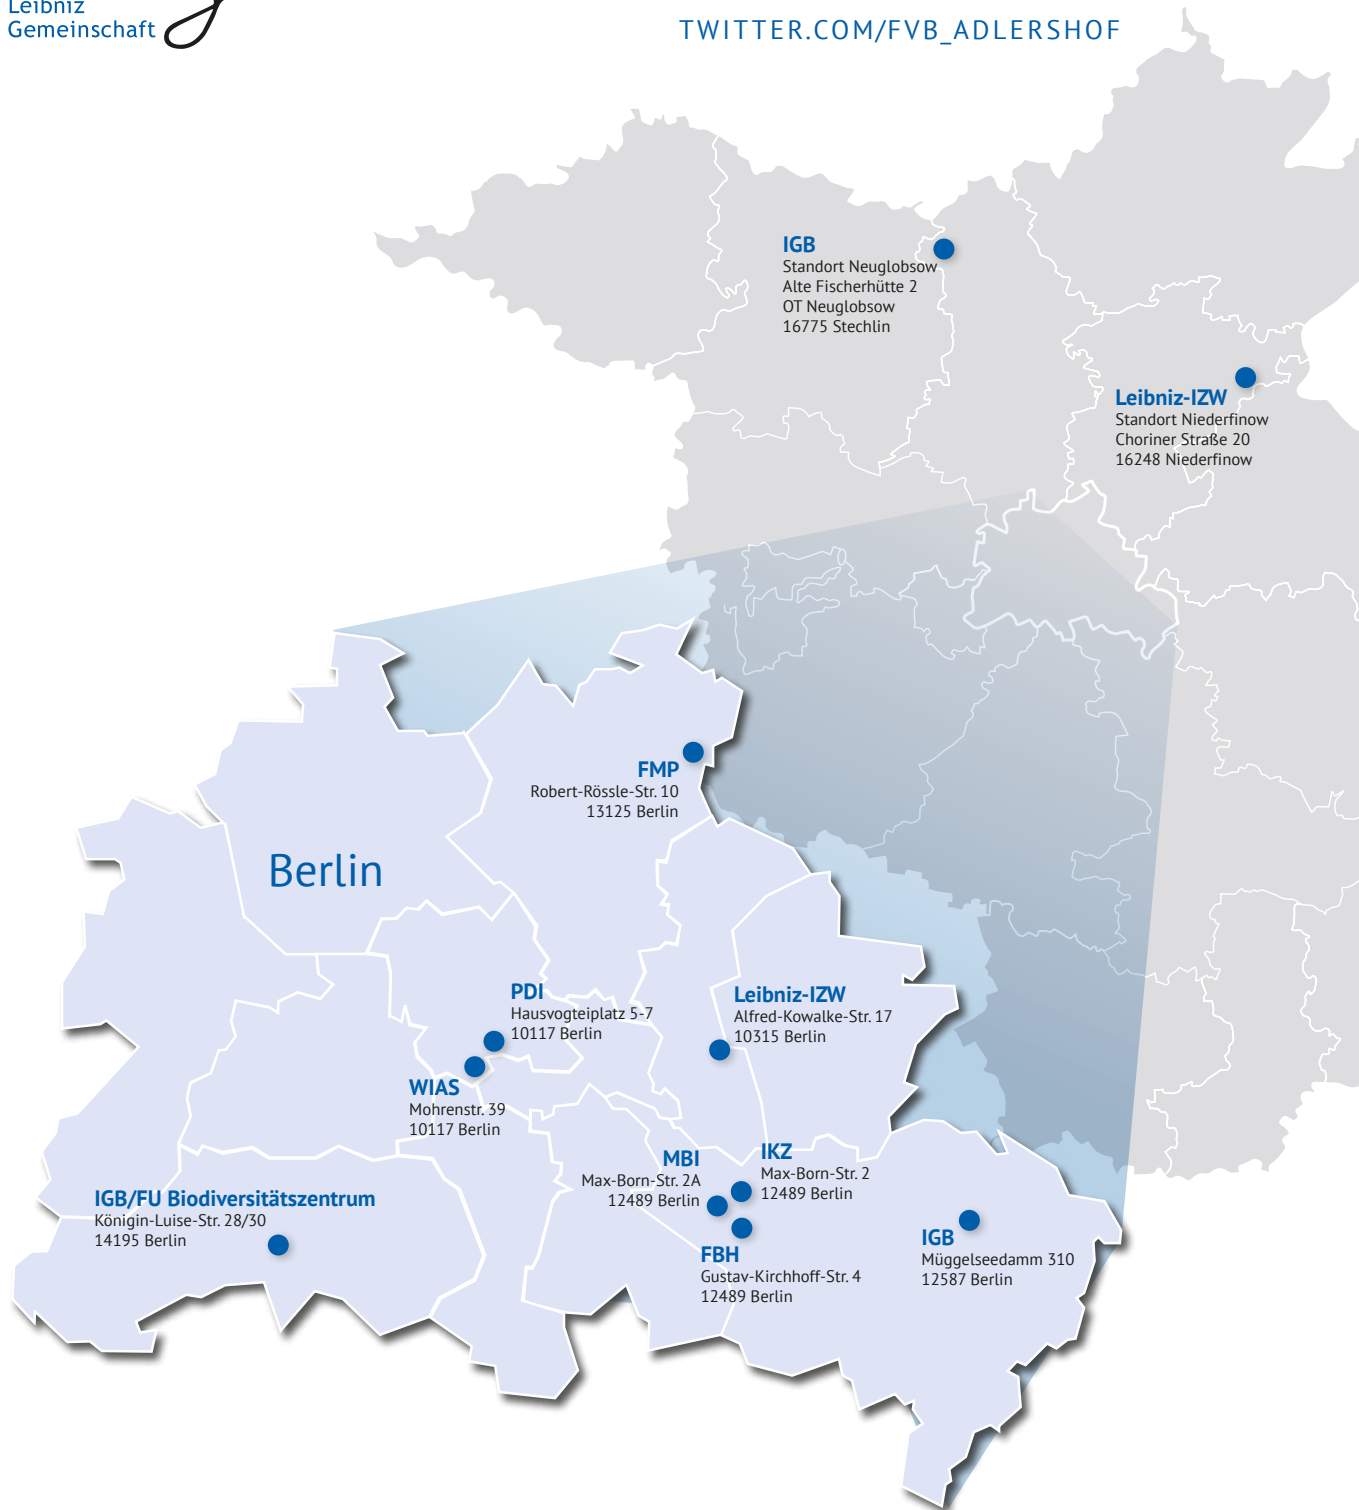 Leibniz
Gemeinschaft
TWITTER.COM/FVB_ADLERSHOF
IGB
Standort Neuglobsow
Alte Fischerhütte 2
OT Neuglobsow
16775 Stechlin
Leibniz-IZW
Standort Niederfinow
Choriner Straße 20
16248 Niederfinow
FMP
Robert-Rössle-Str. 10
13125 Berlin
Berlin
PDI
Hausvogteiplatz 5-7
10117 Berlin
Leibniz-IZW
Alfred-Kowalke-Str. 17
10315 Berlin
WIAS
Mohrenstr. 39
10117 Berlin
MBI
Max-Born-Str. 2A
12489 Berlin
IKZ
Max-Born-Str. 2
12489 Berlin
IGB/FU Biodiversitätszentrum
Königin-Luise-Str. 28/30
14195 Berlin
FBH
Gustav-Kirchhoff-Str. 4
12489 Berlin
IGB
Müggelseedamm 310
12587 Berlin